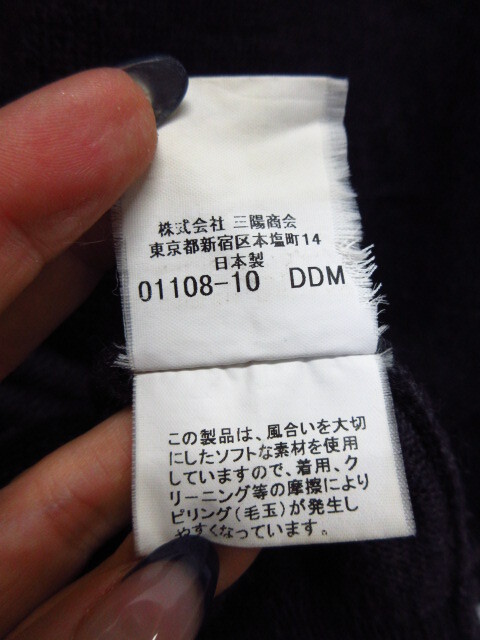 株式会社 三陽商会
東京都新宿区本塩町14
日本製
01108-10 DDM
この製品は、風合いを大切
にしたソフトな素材を使用
していますので、着用、ク
リーニング等の摩擦により
ピリング(毛玉)が発生し
やすくなっています。